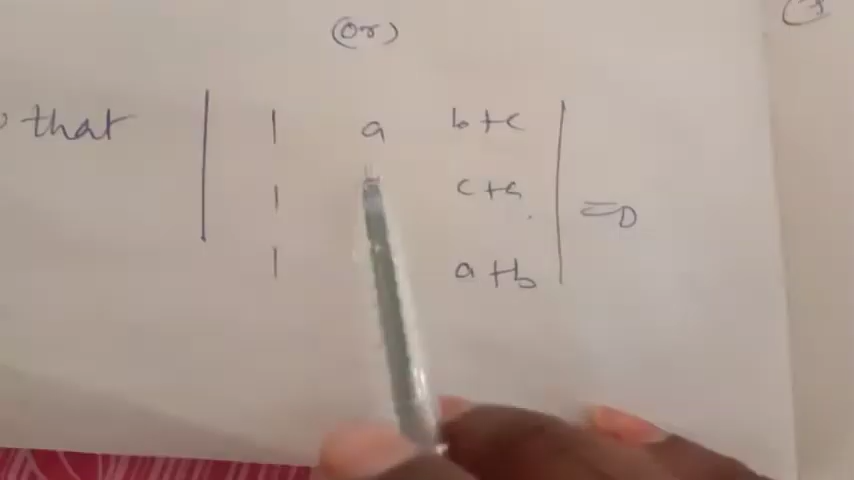 (Or)
that | 1 a b+c |
| 1 c+a | =0
| 1 a+b |